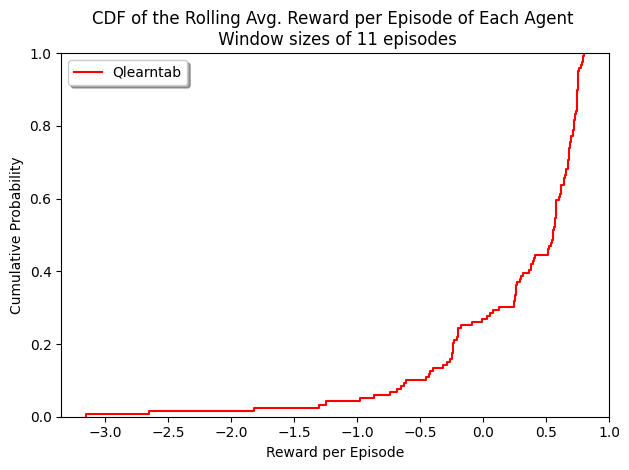 CDF of the Rolling Avg. Reward per Episode of Each Agent
Window sizes of 11 episodes
Qlearntab
1.0
0.8
0.6
0.4
0.2
0.0
Cumulative Probability
−3.0 −2.5 −2.0 −1.5 −1.0 −0.5 0.0 0.5 1.0
Reward per Episode